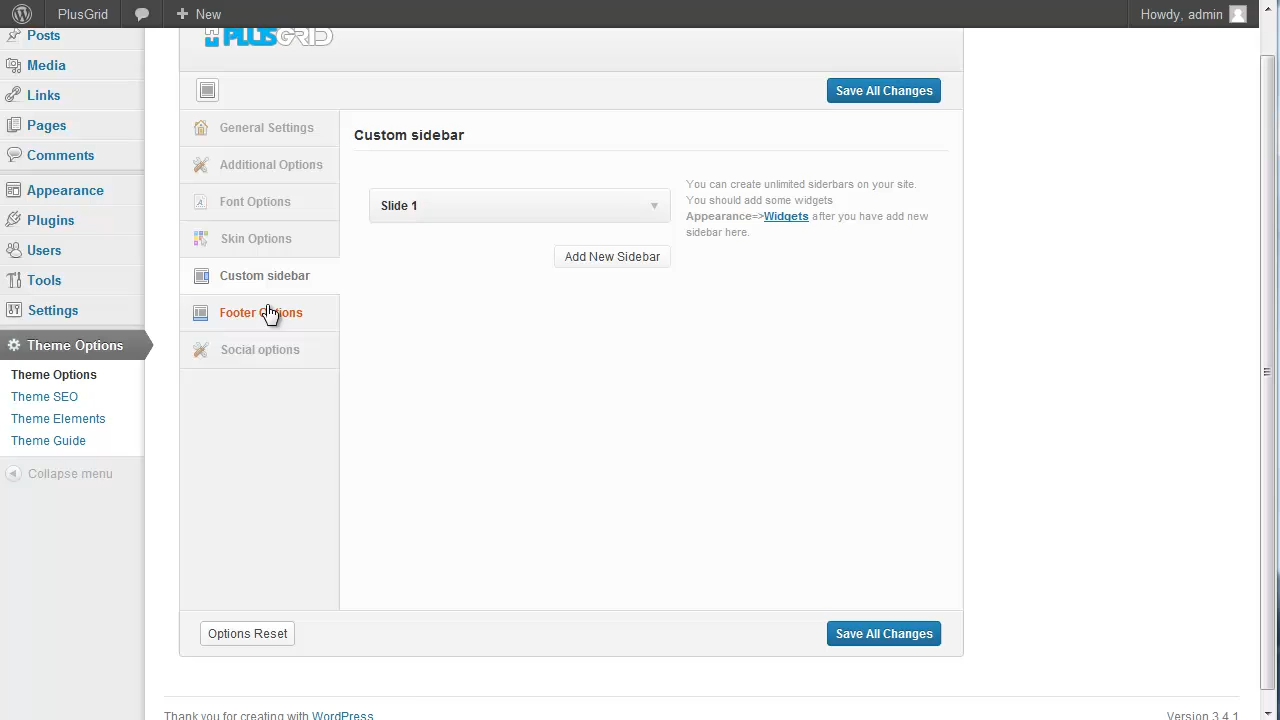 PlusGrid
New
Howdy, admin
Posts
Media
Links
Pages
Comments
Appearance
Plugins
Users
Tools
Settings
Theme Options
Theme Options
Theme SEO
Theme Elements
Theme Guide
Collapse menu
PLUSGRID
Save All Changes
General Settings
Additional Options
Font Options
Skin Options
Custom sidebar
Footer Options
Social options
Custom sidebar
Slide 1
Add New Sidebar
You can create unlimited siderbars on your site.
You should add some widgets
Appearance=>Widgets after you have add new
sidebar here.
Options Reset
Save All Changes
Thank you for creating with WordPress
Version 3.4.1